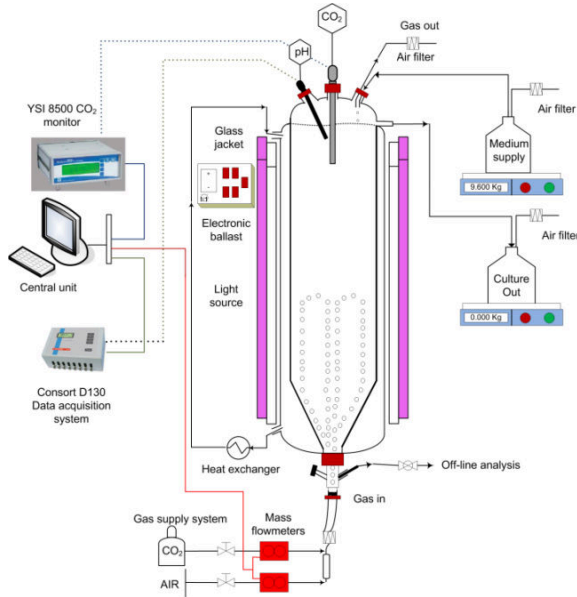 CO2
Gas out
pH
Air filter
YSI 8500 CO2
monitor
Air filter
Glass
jacket
Medium
supply
9.600 Kg
Electronic
ballast
Air filter
Central unit
Light
source
Culture
Out
0.000 Kg
Consort D130
Data acquisition
system
Heat exchanger
Off-line analysis
Gas in
Gas supply system
Mass
flowmeters
CO2
AIR